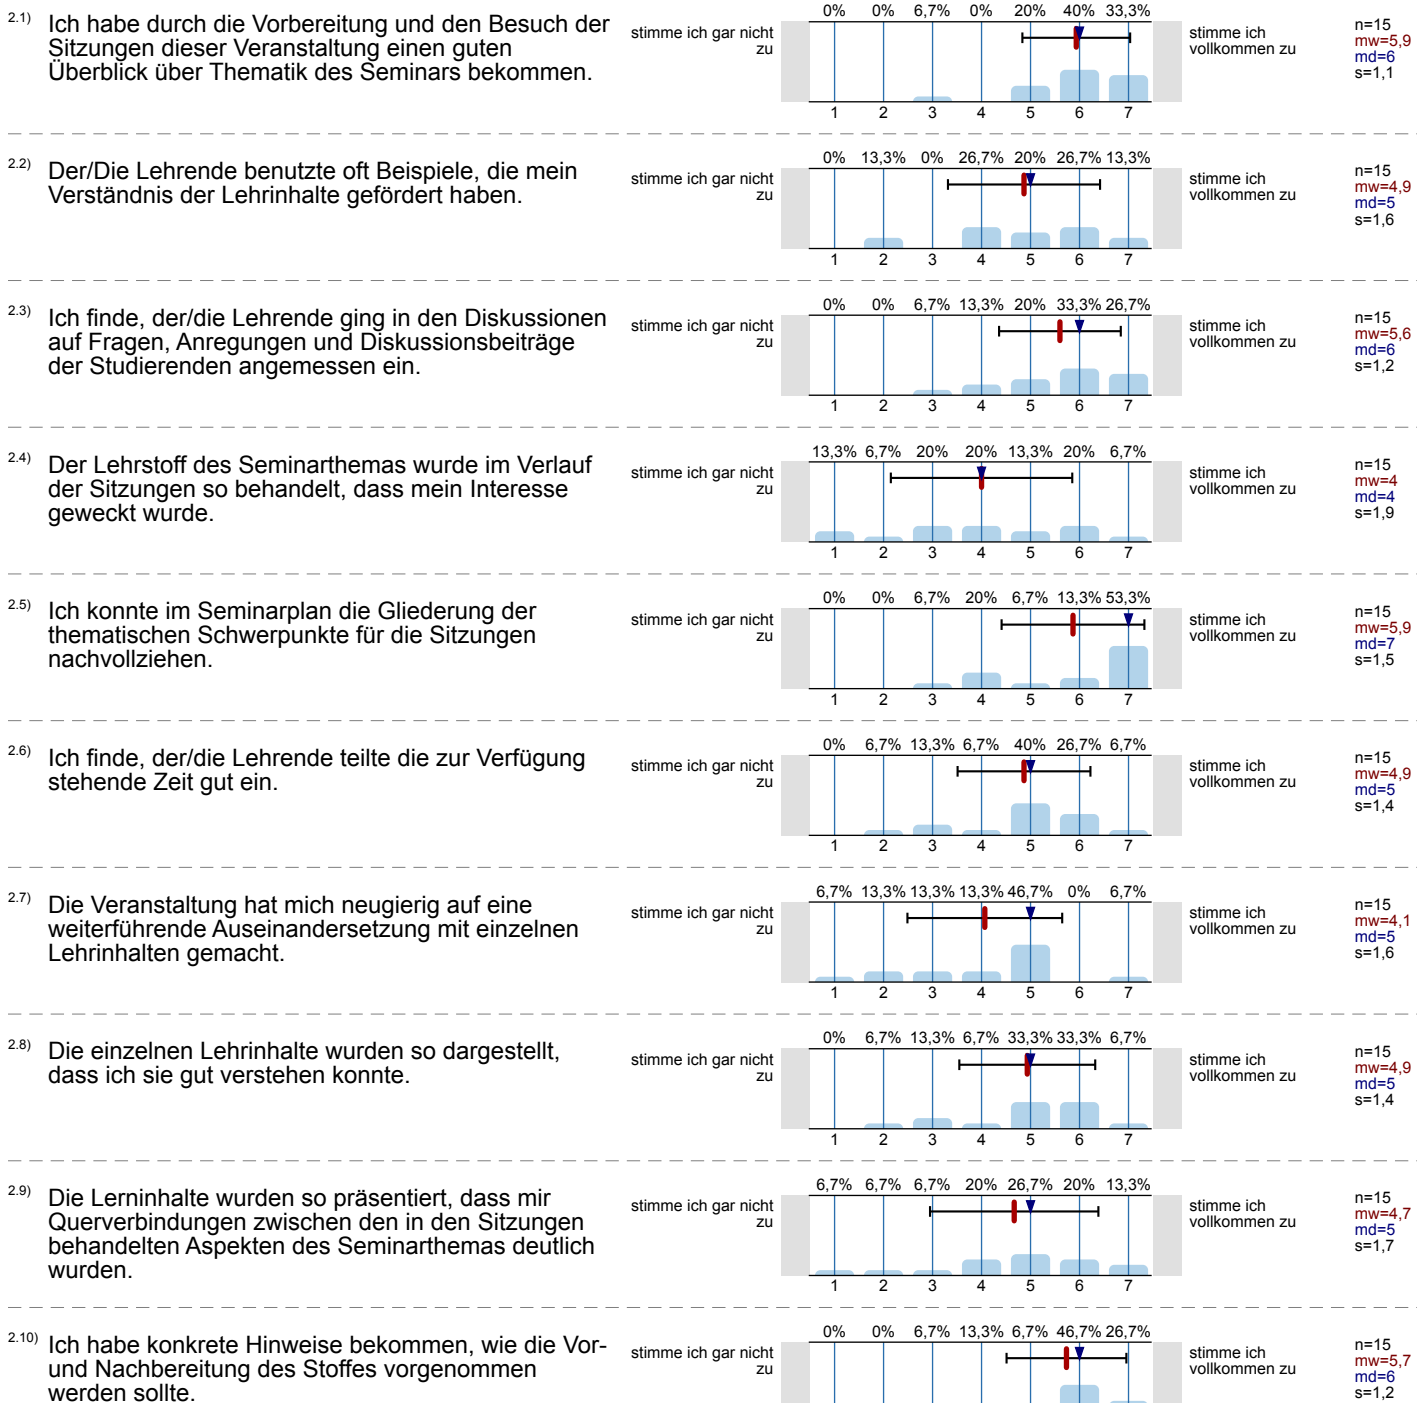 2.1) Ich habe durch die Vorbereitung und den Besuch der
Sitzungen dieser Veranstaltung einen guten
Überblick über Thematik des Seminars bekommen.
stimme ich gar nicht
zu
0% 0% 6,7% 0% 20% 40% 33,3%
1 2 3 4 5 6 7
stimme ich
vollkommen zu
n=15
mw=5,9
md=6
s=1,1
2.2) Der/Die Lehrende benutzte oft Beispiele, die mein
Verständnis der Lehrinhalte gefördert haben.
stimme ich gar nicht
zu
0% 13,3% 0% 26,7% 20% 26,7% 13,3%
1 2 3 4 5 6 7
stimme ich
vollkommen zu
n=15
mw=4,9
md=5
s=1,6
2.3) Ich finde, der/die Lehrende ging in den Diskussionen
auf Fragen, Anregungen und Diskussionsbeiträge
der Studierenden angemessen ein.
stimme ich gar nicht
zu
0% 0% 6,7% 13,3% 20% 33,3% 26,7%
1 2 3 4 5 6 7
stimme ich
vollkommen zu
n=15
mw=5,6
md=6
s=1,2
2.4) Der Lehrstoff des Seminarthemas wurde im Verlauf
der Sitzungen so behandelt, dass mein Interesse
geweckt wurde.
stimme ich gar nicht
zu
13,3% 6,7% 20% 20% 13,3% 20% 6,7%
1 2 3 4 5 6 7
stimme ich
vollkommen zu
n=15
mw=4
md=4
s=1,9
2.5) Ich konnte im Seminarplan die Gliederung der
thematischen Schwerpunkte für die Sitzungen
nachvollziehen.
stimme ich gar nicht
zu
0% 0% 6,7% 20% 6,7% 13,3% 53,3%
1 2 3 4 5 6 7
stimme ich
vollkommen zu
n=15
mw=5,9
md=7
s=1,5
2.6) Ich finde, der/die Lehrende teilte die zur Verfügung
stehende Zeit gut ein.
stimme ich gar nicht
zu
0% 6,7% 13,3% 6,7% 40% 26,7% 6,7%
1 2 3 4 5 6 7
stimme ich
vollkommen zu
n=15
mw=4,9
md=5
s=1,4
2.7) Die Veranstaltung hat mich neugierig auf eine
weiterführende Auseinandersetzung mit einzelnen
Lehrinhalten gemacht.
stimme ich gar nicht
zu
6,7% 13,3% 13,3% 13,3% 46,7% 0% 6,7%
1 2 3 4 5 6 7
stimme ich
vollkommen zu
n=15
mw=4,1
md=5
s=1,6
2.8) Die einzelnen Lehrinhalte wurden so dargestellt,
dass ich sie gut verstehen konnte.
stimme ich gar nicht
zu
0% 6,7% 13,3% 6,7% 33,3% 33,3% 6,7%
1 2 3 4 5 6 7
stimme ich
vollkommen zu
n=15
mw=4,9
md=5
s=1,4
2.9) Die Lerninhalte wurden so präsentiert, dass mir
Querverbindungen zwischen den in den Sitzungen
behandelten Aspekten des Seminarthemas deutlich
wurden.
stimme ich gar nicht
zu
6,7% 6,7% 6,7% 20% 26,7% 20% 13,3%
1 2 3 4 5 6 7
stimme ich
vollkommen zu
n=15
mw=4,7
md=5
s=1,7
2.10) Ich habe konkrete Hinweise bekommen, wie die Vor-
und Nachbereitung des Stoffes vorgenommen
werden sollte.
stimme ich gar nicht
zu
0% 0% 6,7% 13,3% 6,7% 46,7% 26,7%
stimme ich
vollkommen zu
n=15
mw=5,7
md=6
s=1,2